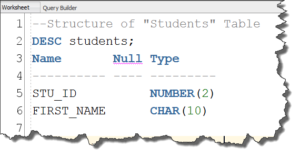 Worksheet Query Builder
1 --Structure of "Students" Table
2 DESC students;
3 Name Null Type
4 ---------- ---- ---------
5 STU_ID NUMBER(2)
6 FIRST_NAME CHAR(10)
7